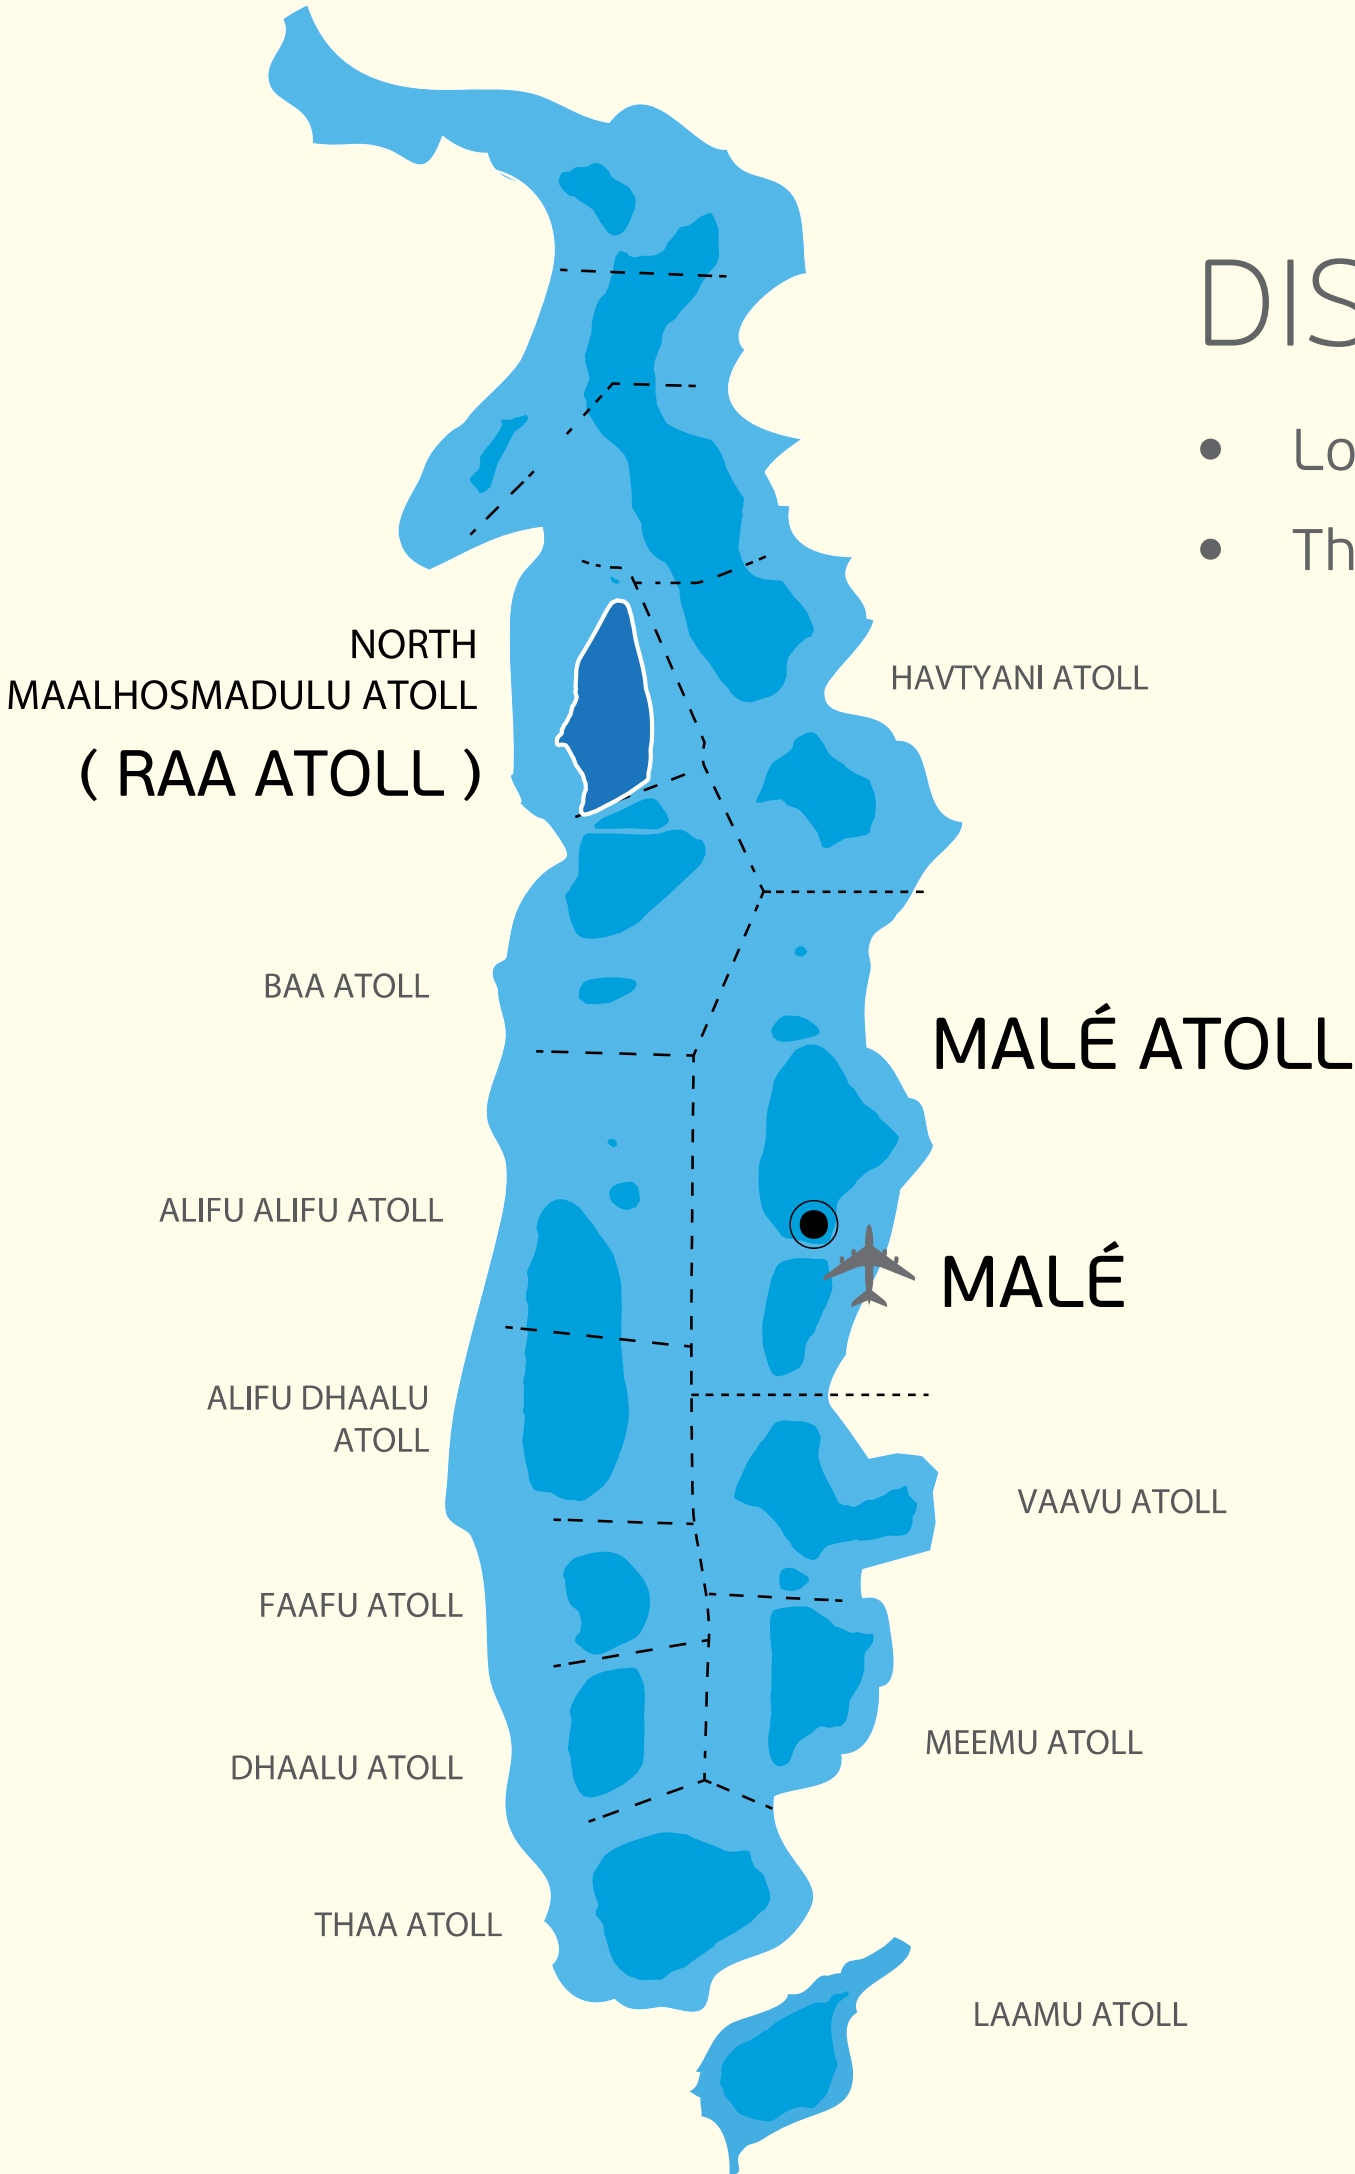 DIS
• Lo
• Th
NORTH
MAALHOSMADULU ATOLL
( RAA ATOLL )
HAVTYANI ATOLL
BAA ATOLL
MALÉ ATOLL
ALIFU ALIFU ATOLL
MALÉ
ALIFU DHAALU
ATOLL
VAAVU ATOLL
FAAFU ATOLL
MEEMU ATOLL
DHAALU ATOLL
THAA ATOLL
LAAMU ATOLL